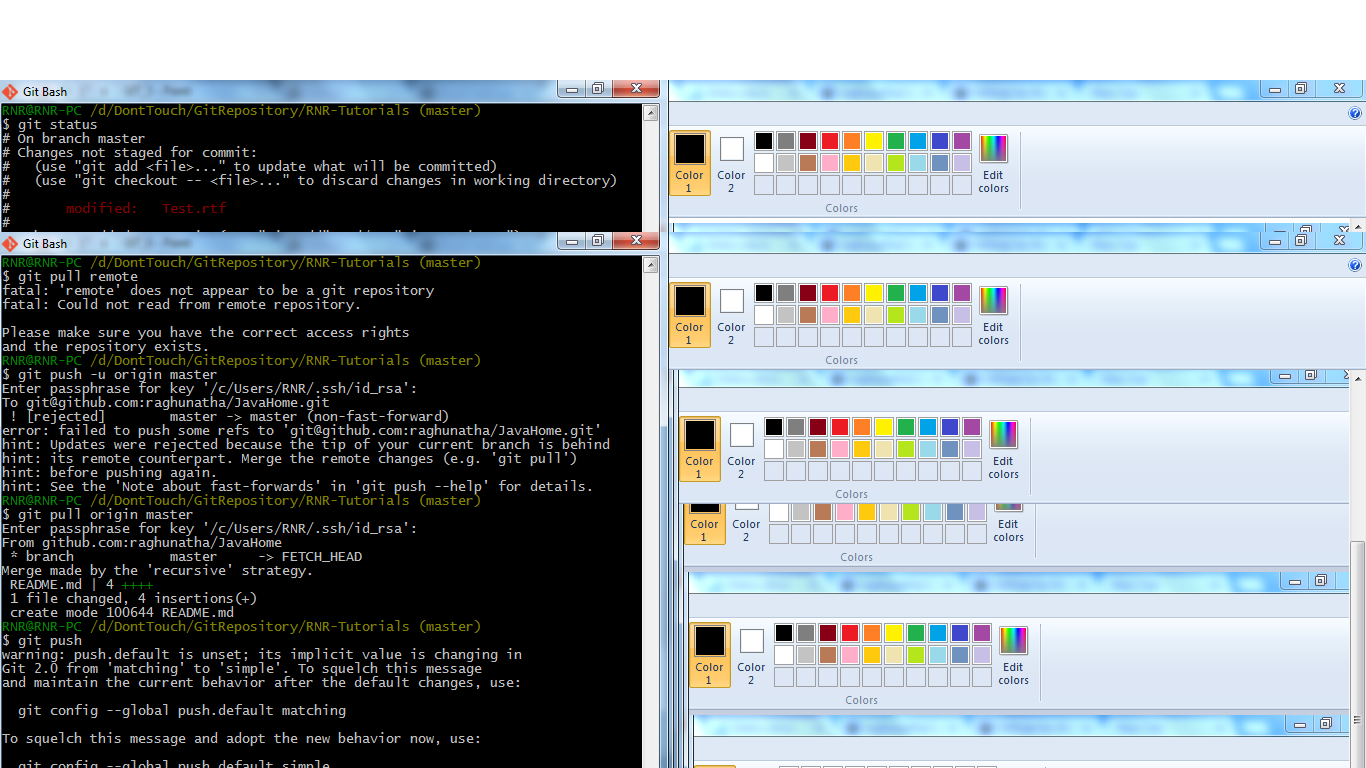 Git Bash
RNR@RNR-PC /d/DontTouch/GitRepository/RNR-Tutorials (master)
$ git status
# On branch master
# Changes not staged for commit:
#   (use "git add <file>..." to update what will be committed)
#   (use "git checkout -- <file>..." to discard changes in working directory)
#
#       modified:   Test.rtf
#
Git Bash
RNR@RNR-PC /d/DontTouch/GitRepository/RNR-Tutorials (master)
$ git pull remote
fatal: 'remote' does not appear to be a git repository
fatal: Could not read from remote repository.
Please make sure you have the correct access rights
and the repository exists.
RNR@RNR-PC /d/DontTouch/GitRepository/RNR-Tutorials (master)
$ git push -u origin master
Enter passphrase for key '/c/Users/RNR/.ssh/id_rsa':
To git@github.com:raghunatha/JavaHome.git
 ! [rejected]        master -> master (non-fast-forward)
error: failed to push some refs to 'git@github.com:raghunatha/JavaHome.git'
hint: Updates were rejected because the tip of your current branch is behind
hint: its remote counterpart. Merge the remote changes (e.g. 'git pull')
hint: before pushing again.
hint: See the 'Note about fast-forwards' in 'git push --help' for details.
RNR@RNR-PC /d/DontTouch/GitRepository/RNR-Tutorials (master)
$ git pull origin master
Enter passphrase for key '/c/Users/RNR/.ssh/id_rsa':
From github.com:raghunatha/JavaHome
 * branch            master     -> FETCH_HEAD
Merge made by the 'recursive' strategy.
 README.md | 4 ++++
 1 file changed, 4 insertions(+)
 create mode 100644 README.md
RNR@RNR-PC /d/DontTouch/GitRepository/RNR-Tutorials (master)
$ git push
warning: push.default is unset; its implicit value is changing in
Git 2.0 from 'matching' to 'simple'. To squelch this message
and maintain the current behavior after the default changes, use:
  git config --global push.default matching
To squelch this message and adopt the new behavior now, use:
  git config --global push.default simple
Color Color Edit
1 2 colors
Colors
Color Color Edit
1 2 colors
Colors
Color Color Edit
1 2 colors
Colors
Color Color Edit
1 2 colors
Colors
Color Color Edit
1 2 colors
Colors